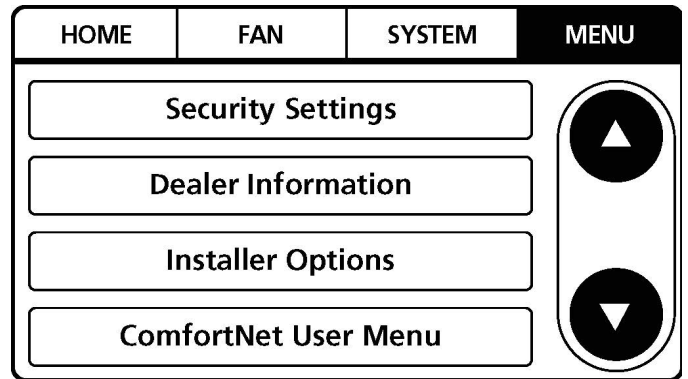 HOME FAN SYSTEM MENU
Security Settings
Dealer Information
Installer Options
ComfortNet User Menu